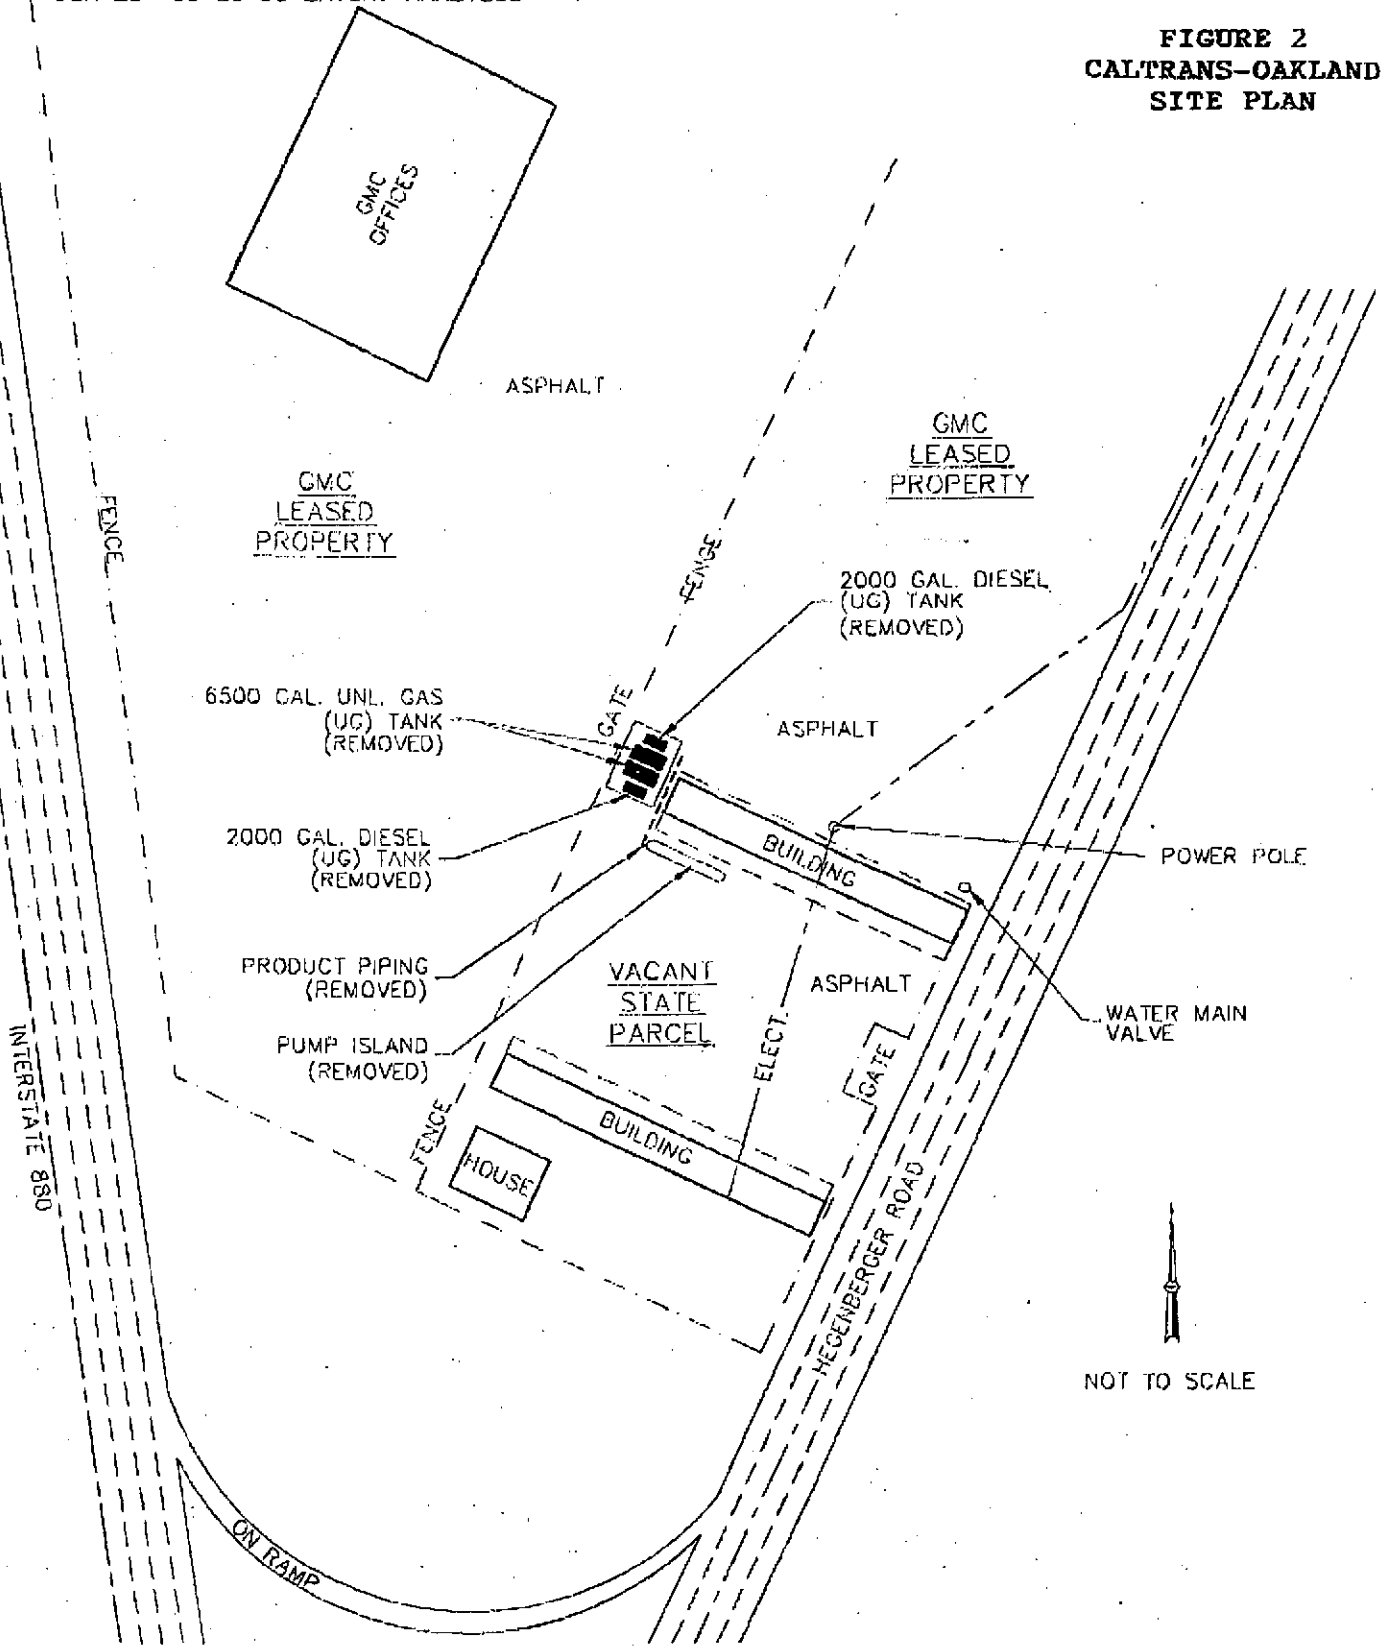 FIGURE 2
CALTRANS-OAKLAND
SITE PLAN
GMC
OFFICES
ASPHALT
GMC
LEASED
PROPERTY
GMC
LEASED
PROPERTY
FENCE
FENCE
2000 GAL. DIESEL
(UG) TANK
(REMOVED)
6500 GAL. UNL. GAS
(UG) TANK
(REMOVED)
GATE
ASPHALT
2000 GAL. DIESEL
(UG) TANK
(REMOVED)
BUILDING
POWER POLE
PRODUCT PIPING
(REMOVED)
VACANT
STATE
PARCEL
ASPHALT
WATER MAIN
VALVE
PUMP ISLAND
(REMOVED)
ELECT.
GATE
FENCE
BUILDING
HOUSE
INTERSTATE 880
HEGENBERGER ROAD
NOT TO SCALE
ON RAMP